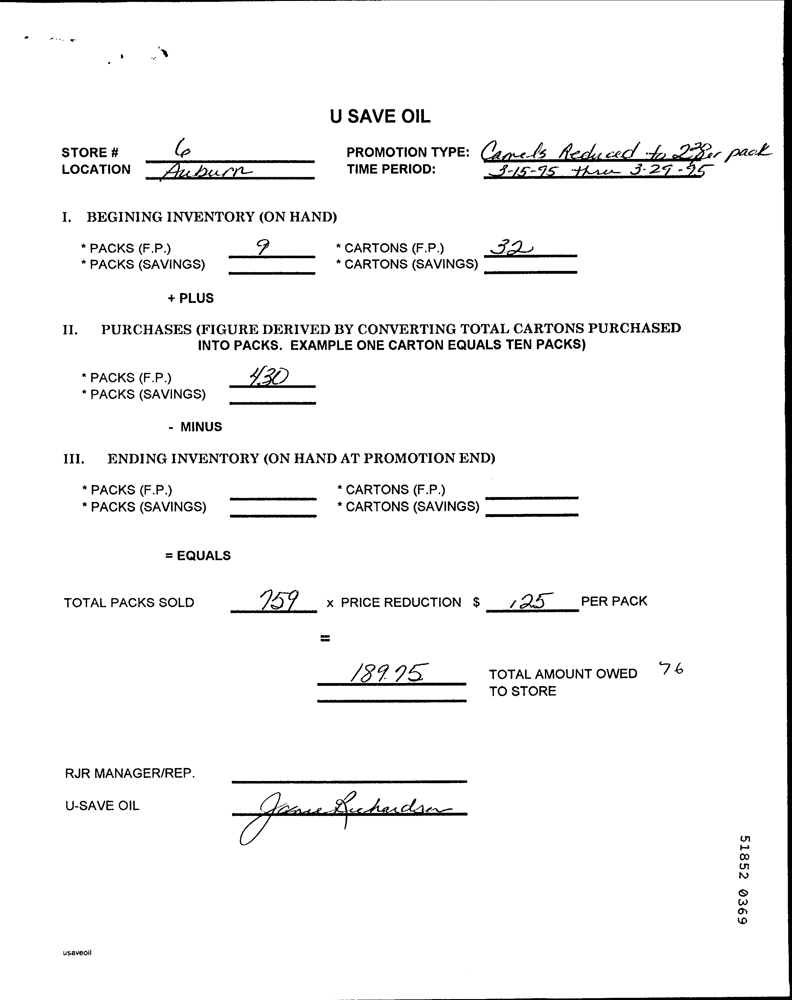 U SAVE OIL
STORE # 6 PROMOTION TYPE: Camels Reduced to per pack
LOCATION Auburn TIME PERIOD: 3-15-95 thru 3-29-95
I. BEGINING INVENTORY (ON HAND)
* PACKS (F.P.) 9 * CARTONS (F.P.) 32
* PACKS (SAVINGS) * CARTONS (SAVINGS)
+ PLUS
II. PURCHASES (FIGURE DERIVED BY CONVERTING TOTAL CARTONS PURCHASED
INTO PACKS. EXAMPLE ONE CARTON EQUALS TEN PACKS)
* PACKS (F.P.) 430
* PACKS (SAVINGS)
- MINUS
III. ENDING INVENTORY (ON HAND AT PROMOTION END)
* PACKS (F.P.) * CARTONS (F.P.)
* PACKS (SAVINGS) * CARTONS (SAVINGS)
= EQUALS
TOTAL PACKS SOLD 759 x PRICE REDUCTION $ .25 PER PACK
=
189.75 TOTAL AMOUNT OWED 76
TO STORE
RJR MANAGER/REP.
U-SAVE OIL Janie Richardson
51852 0369
usaveoil